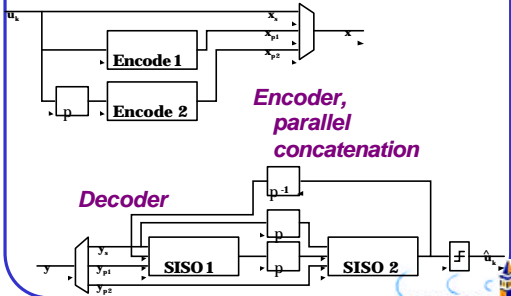 u_k
x_s
x_p1
x
x_p2
Encode 1
p
Encode 2
Encoder,
parallel
concatenation
p^-1
Decoder
p
y_s
y
y_p1
SISO 1
p
SISO 2
û_k
y_p2